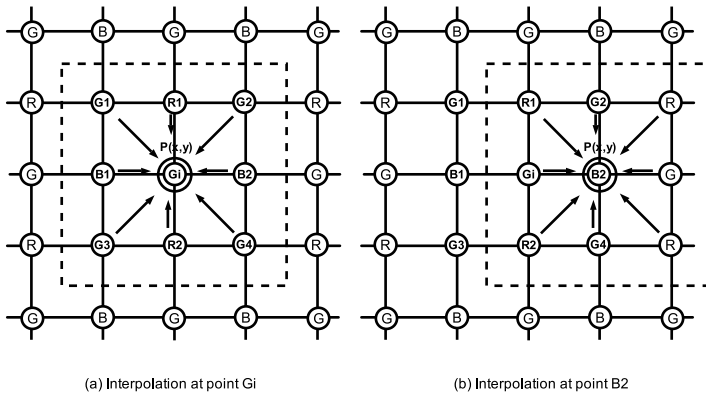 G B G B G G B G B G
R G1 R1 G2 R R G1 R1 G2 R
P(x,y) P(x,y)
G B1 Gi B2 G G B1 Gi B2 G
R G3 R2 G4 R R G3 R2 G4 R
G B G B G G B G B G
(a) Interpolation at point Gi
(b) Interpolation at point B2